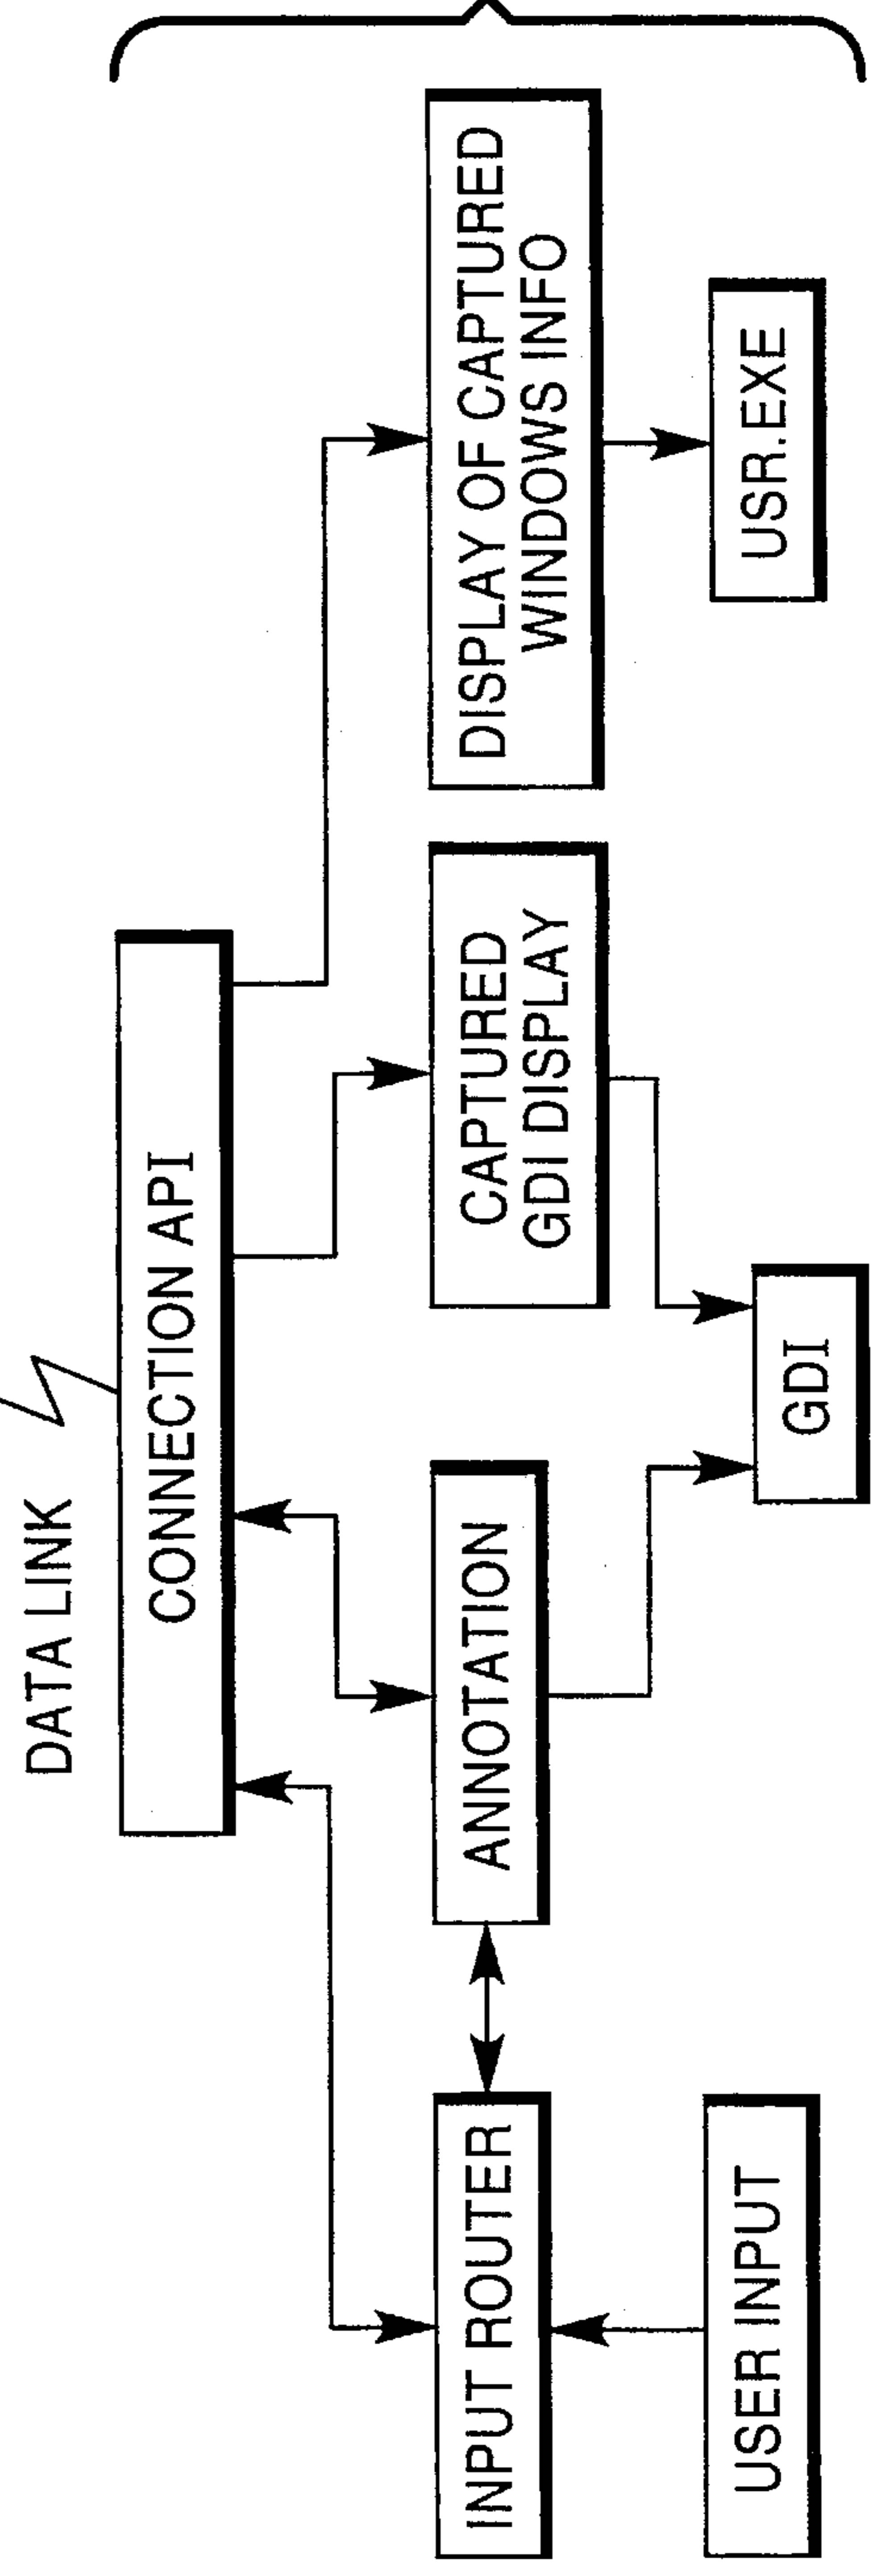 DATA LINK
CONNECTION API
INPUT ROUTER
ANNOTATION
CAPTURED
GDI DISPLAY
DISPLAY OF CAPTURED
WINDOWS INFO
USER INPUT
GDI
USR.EXE